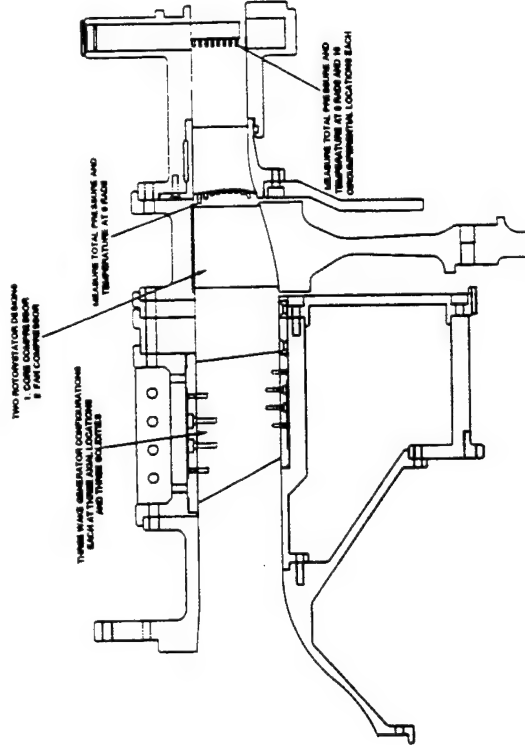 TWO ROTOR/STATOR DESIGNS
1. CORE COMPRESSOR
2. FAN COMPRESSOR
THREE WAKE GENERATOR CONFIGURATIONS
EACH AT THREE AXIAL LOCATIONS
AND THREE SOLIDITIES
MEASURE TOTAL PRESSURE AND
TEMPERATURE AT 9 RADII
MEASURE TOTAL PRESSURE AND
TEMPERATURE AT RADII AND
CIRCUMFERENTIAL LOCATIONS EACH